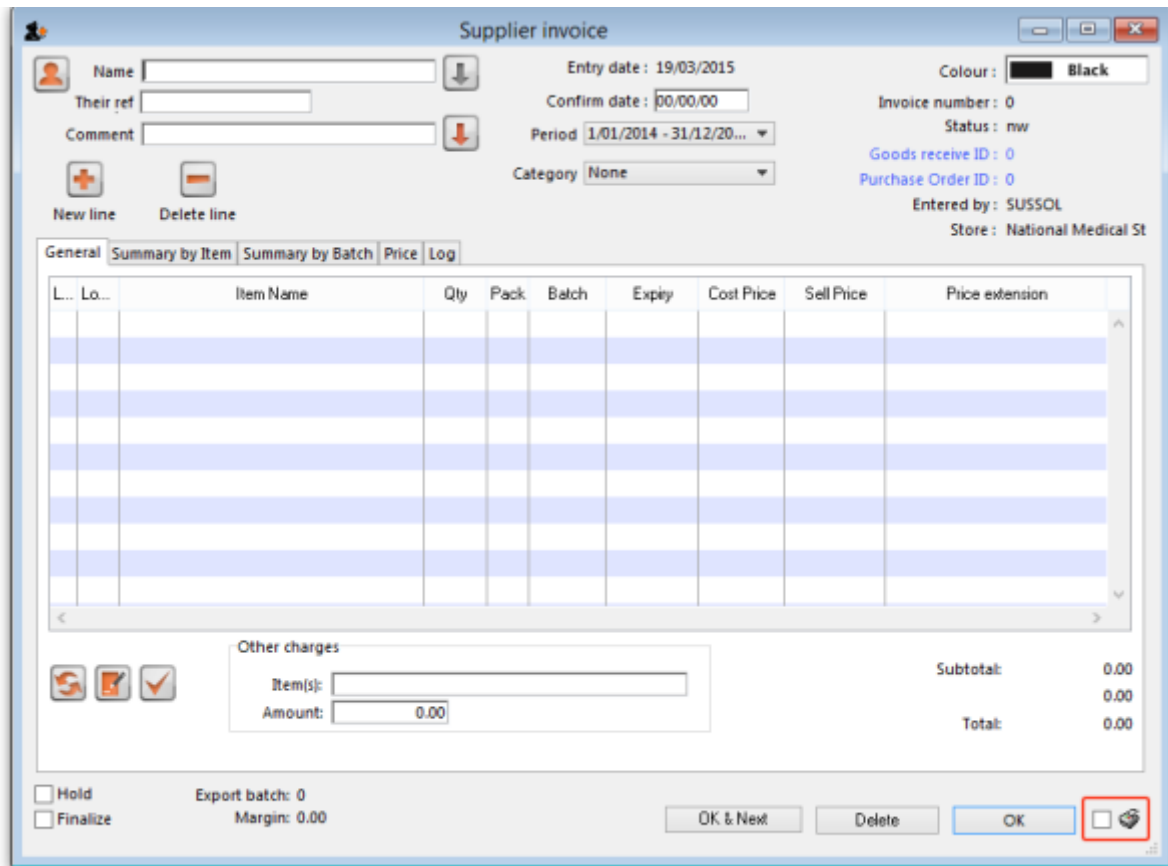 Supplier invoice
Name
Entry date : 19/03/2015
Colour : Black
Their ref
Confirm date : 00/00/00
Invoice number : 0
Comment
Period 1/01/2014 - 31/12/20...
Status : nw
Goods receive ID : 0
Category None
Purchase Order ID : 0
Entered by : SUSSOL
New line Delete line
Store : National Medical St
General Summary by Item Summary by Batch Price Log
L... Lo... Item Name Qty Pack Batch Expiry Cost Price Sell Price Price extension
Other charges
Subtotal: 0.00
Item(s):
0.00
Amount: 0.00
Total: 0.00
Hold Export batch: 0
Finalize Margin: 0.00
OK & Next Delete OK